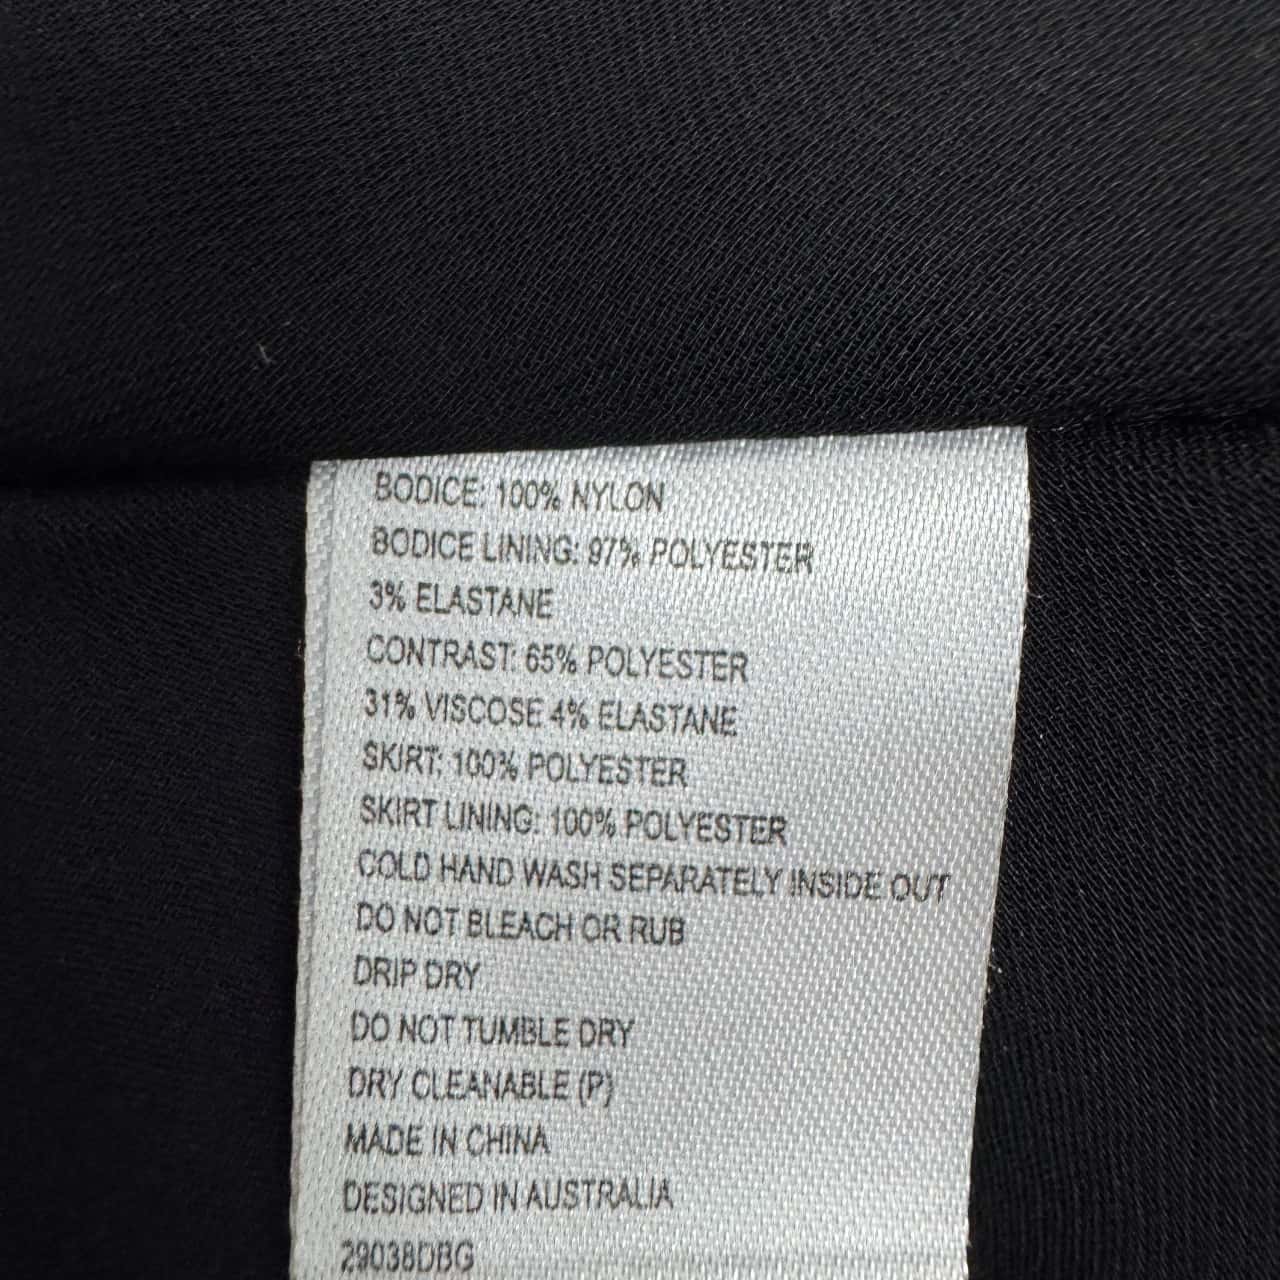 BODICE: 100% NYLON
BODICE LINING: 97% POLYESTER
3% ELASTANE
CONTRAST: 65% POLYESTER
31% VISCOSE 4% ELASTANE
SKIRT: 100% POLYESTER
SKIRT LINING: 100% POLYESTER
COLD HAND WASH SEPARATELY INSIDE OUT
DO NOT BLEACH OR RUB
DRIP DRY
DO NOT TUMBLE DRY
DRY CLEANABLE (P)
MADE IN CHINA
DESIGNED IN AUSTRALIA
29038DBG